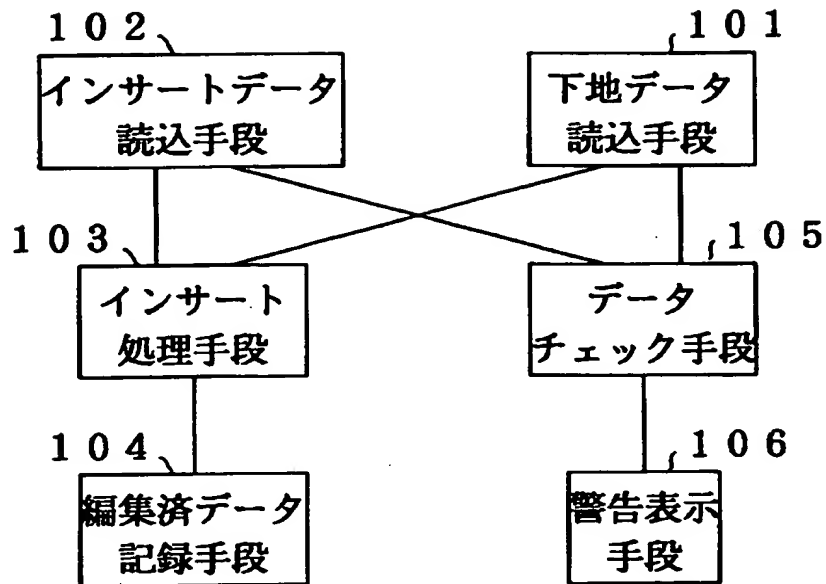 102
インサートデータ
読込手段
101
下地データ
読込手段
103
インサート
処理手段
105
データ
チェック手段
104
編集済データ
記録手段
106
警告表示
手段